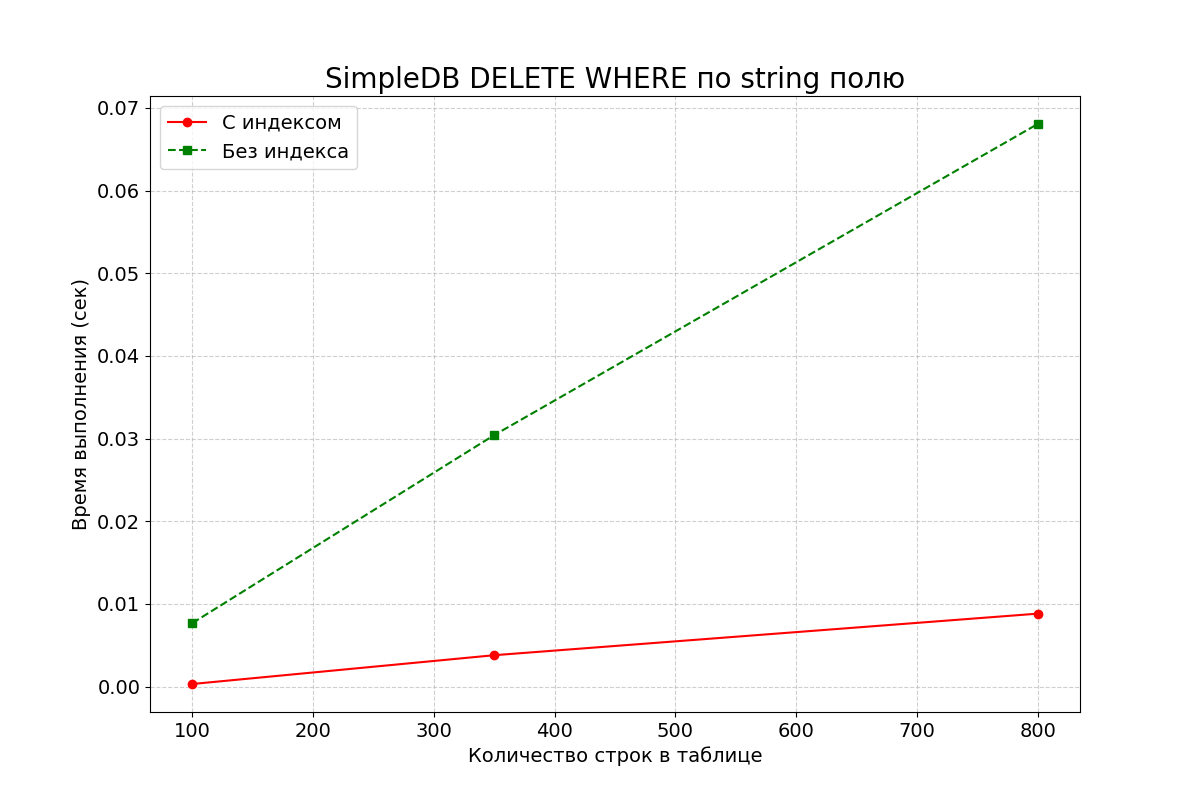 SimpleDB DELETE WHERE по string полю
С индексом
Без индекса
Время выполнения (сек)
0.07
0.06
0.05
0.04
0.03
0.02
0.01
0.00
100 200 300 400 500 600 700 800
Количество строк в таблице